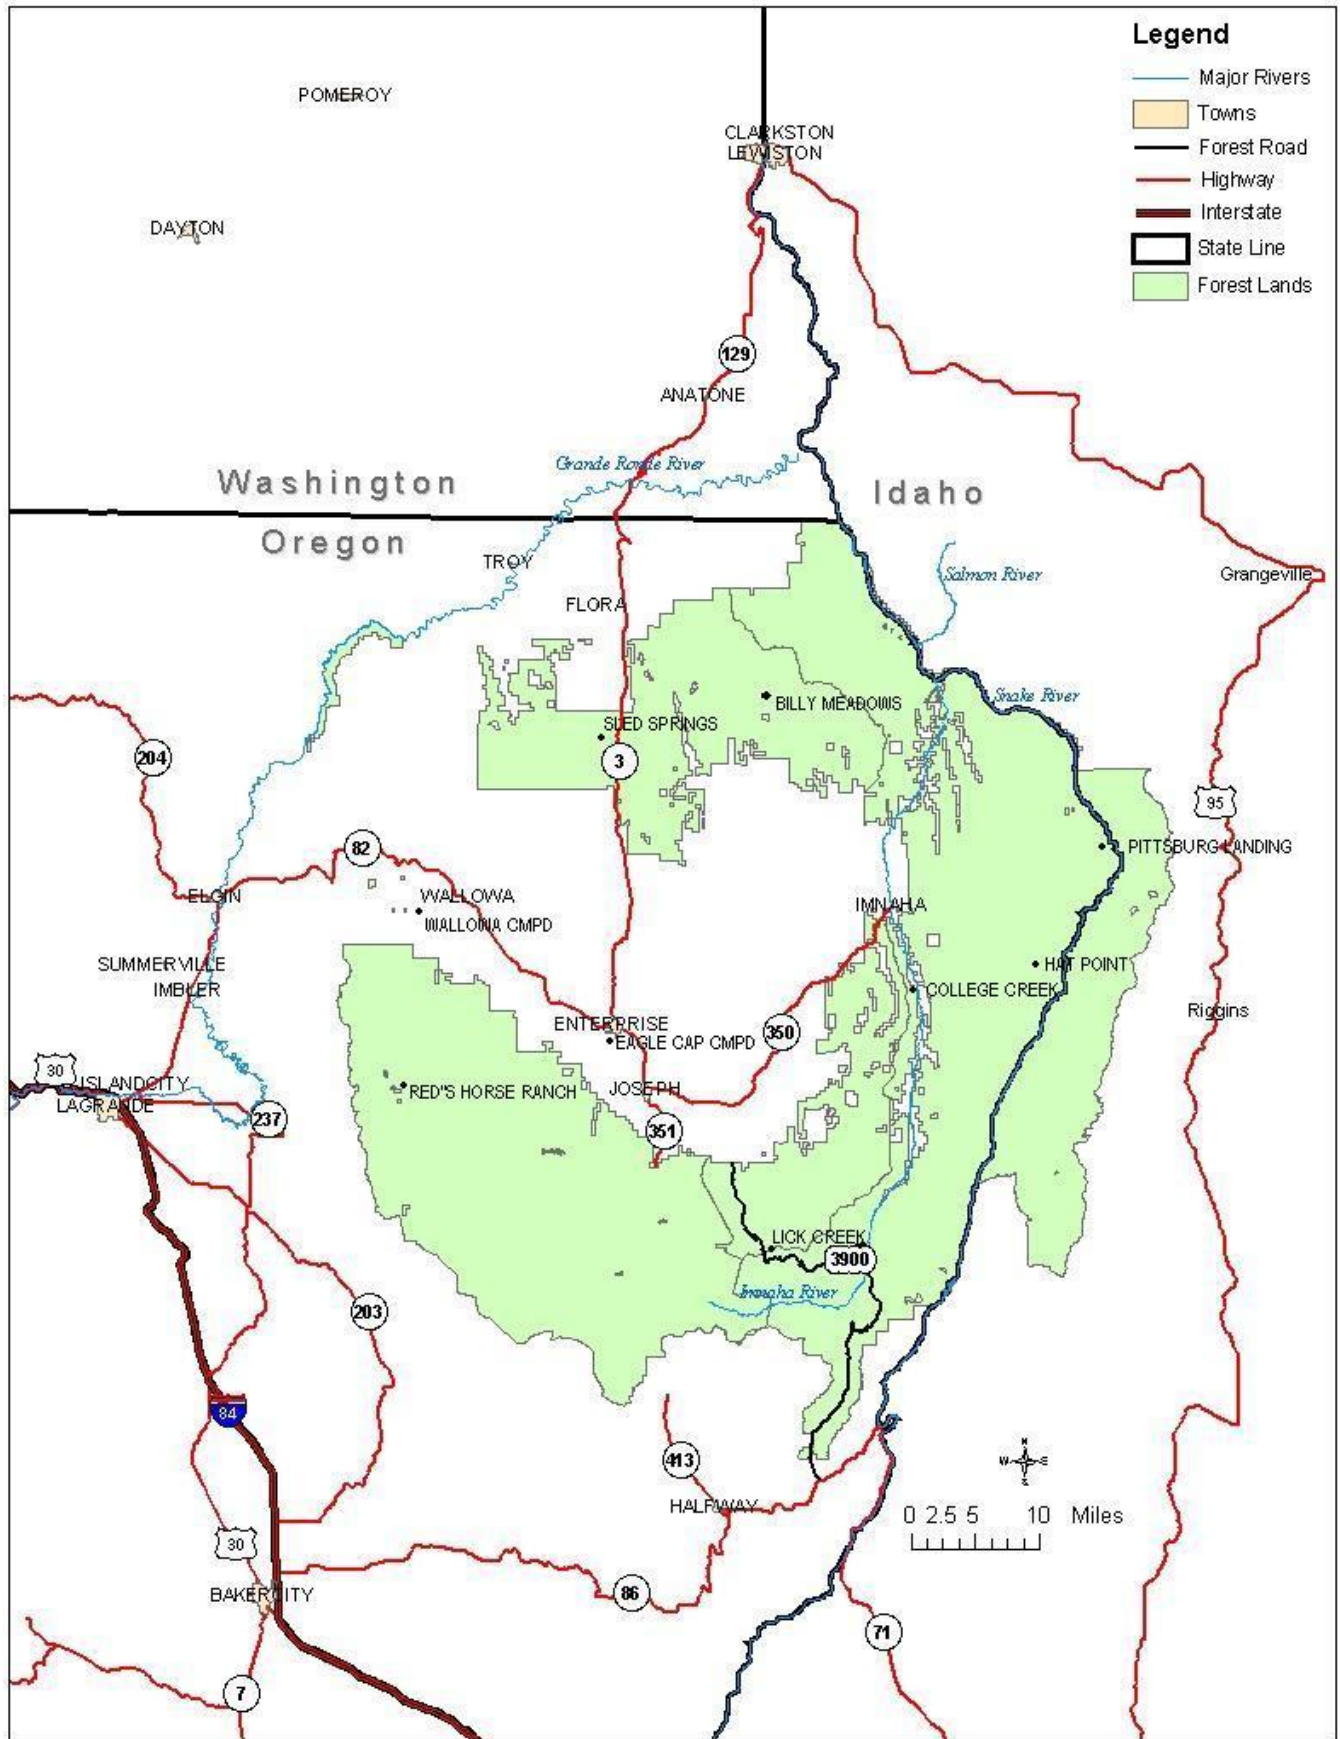 Legend
Major Rivers
Towns
Forest Road
Highway
Interstate
State Line
Forest Lands
POMEROY
CLARKSTON
LEWISTON
DAYTON
129
ANATONE
Grande Ronde River
Washington
Idaho
Oregon
TROY
Salmon River
Grangeville
FLORA
BILLY MEADOWS
Snake River
SLED SPRINGS
204
3
95
82
PITTSBURG LANDING
ELGIN
WALLOWA
IMNAHA
WALLOWA CMPD
SUMMERVILLE
HAT POINT
IMBLER
COLLEGE CREEK
Riggins
ENTERPRISE
350
EAGLE CAP CMPD
30
ISLANDCITY
JOSEPH
RED"S HORSE RANCH
LAGRANDE
237
351
LICK CREEK
3900
Imnaha River
203
84
413
N
W
E
S
HALFWAY
0 2.5 5 10 Miles
30
BAKER CITY
86
71
7